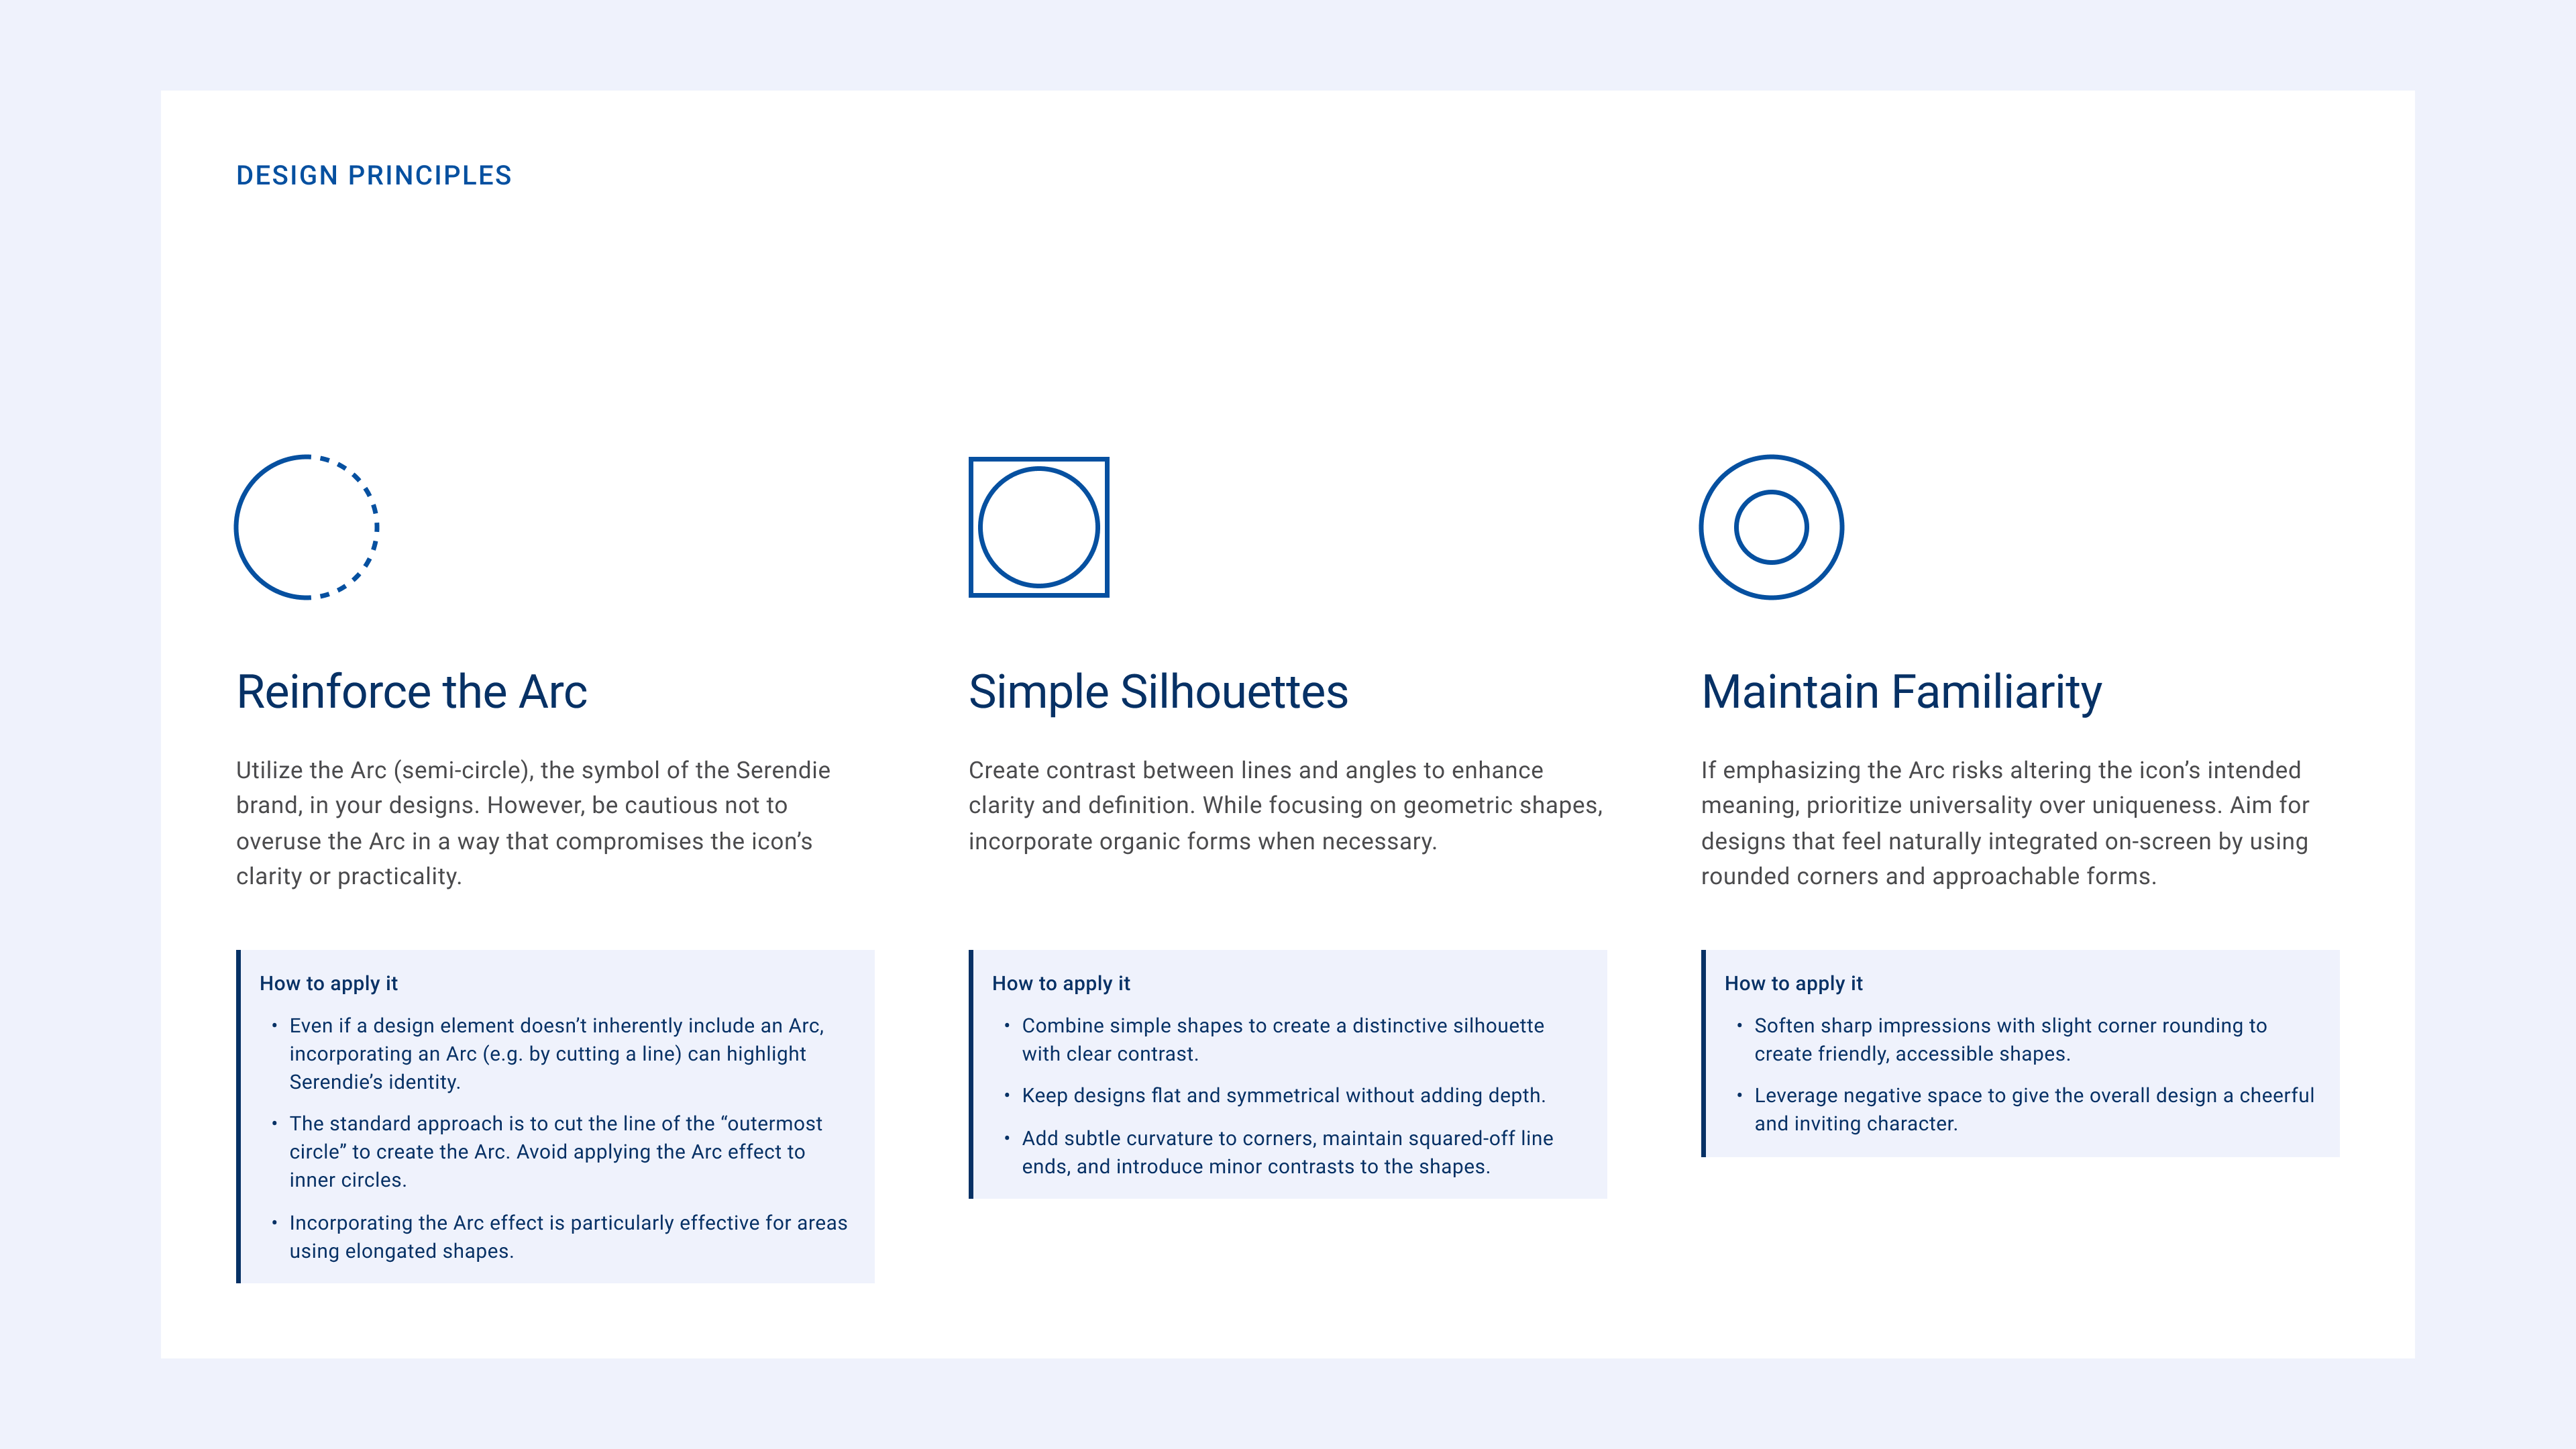 DESIGN PRINCIPLES
Reinforce the Arc
Utilize the Arc (semi-circle), the symbol of the Serendie
brand, in your designs. However, be cautious not to
overuse the Arc in a way that compromises the icon’s
clarity or practicality.
How to apply it
• Even if a design element doesn’t inherently include an Arc,
incorporating an Arc (e.g. by cutting a line) can highlight
Serendie’s identity.
• The standard approach is to cut the line of the “outermost
circle” to create the Arc. Avoid applying the Arc effect to
inner circles.
• Incorporating the Arc effect is particularly effective for areas
using elongated shapes.
Simple Silhouettes
Create contrast between lines and angles to enhance
clarity and definition. While focusing on geometric shapes,
incorporate organic forms when necessary.
How to apply it
• Combine simple shapes to create a distinctive silhouette
with clear contrast.
• Keep designs flat and symmetrical without adding depth.
• Add subtle curvature to corners, maintain squared-off line
ends, and introduce minor contrasts to the shapes.
Maintain Familiarity
If emphasizing the Arc risks altering the icon’s intended
meaning, prioritize universality over uniqueness. Aim for
designs that feel naturally integrated on-screen by using
rounded corners and approachable forms.
How to apply it
• Soften sharp impressions with slight corner rounding to
create friendly, accessible shapes.
• Leverage negative space to give the overall design a cheerful
and inviting character.